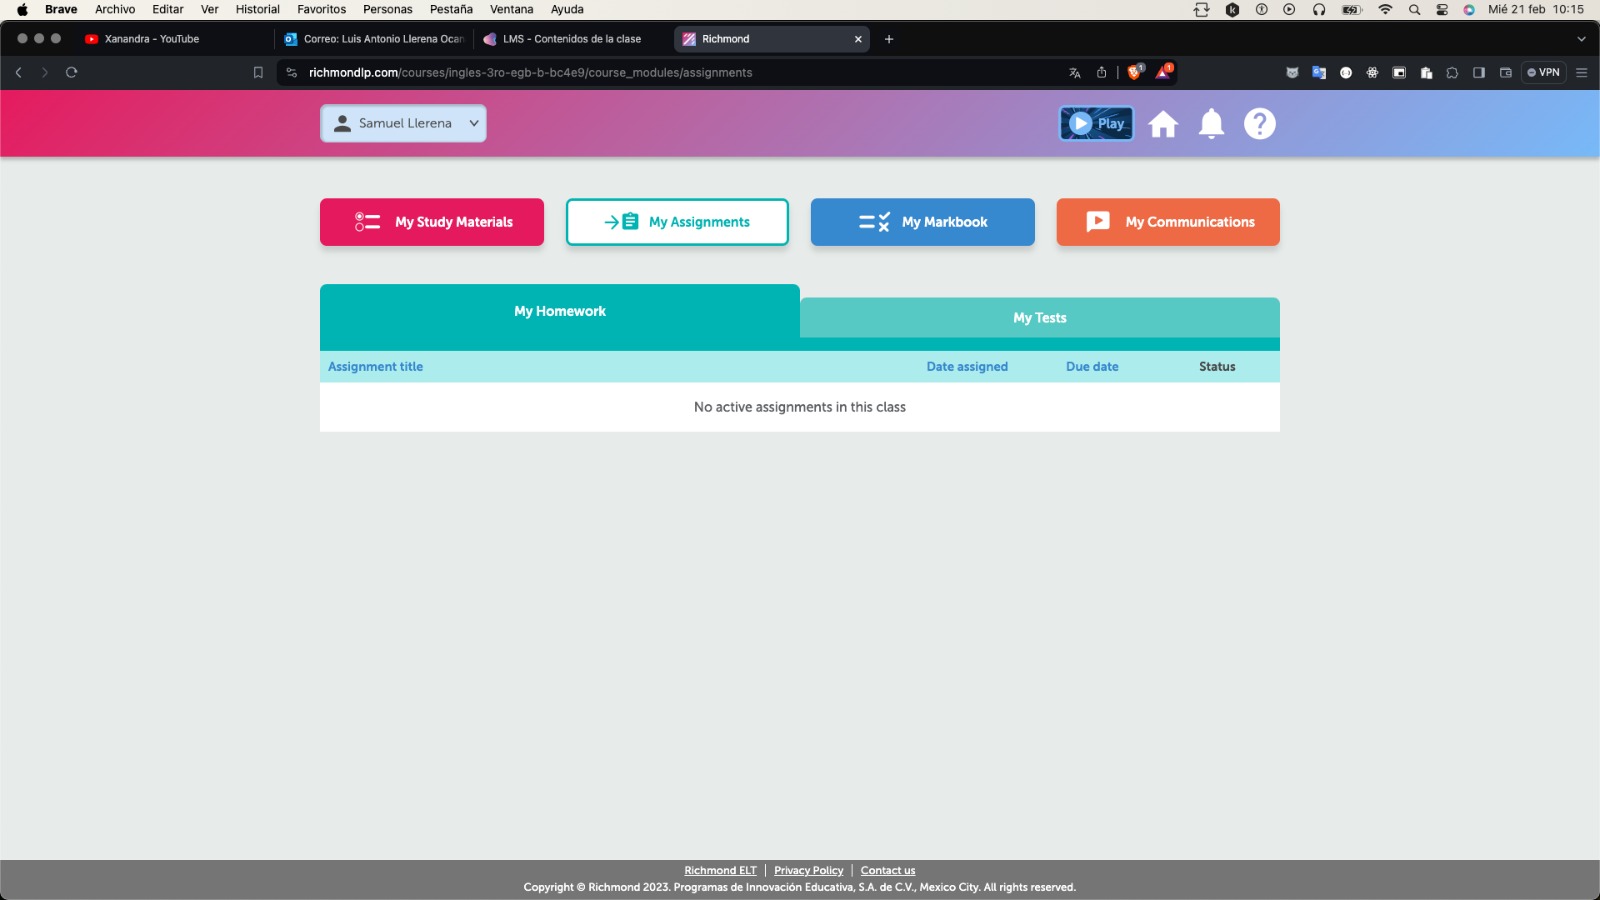 Brave Archivo Editar Ver Historial Favoritos Personas Pestaña Ventana Ayuda Mié 21 feb 10:15
Xanandra - YouTube Correo: Luis Antonio Llerena Ocan LMS - Contenidos de la clase Richmond
richmondlp.com/courses/ingles-3ro-egb-b-bc4e9/course_modules/assignments 1 1 VPN
Samuel Llerena Play ?
My Study Materials My Assignments My Markbook My Communications
My Homework My Tests
Assignment title Date assigned Due date Status
No active assignments in this class
Richmond ELT | Privacy Policy | Contact us
Copyright © Richmond 2023. Programas de Innovación Educativa, S.A. de C.V., Mexico City. All rights reserved.